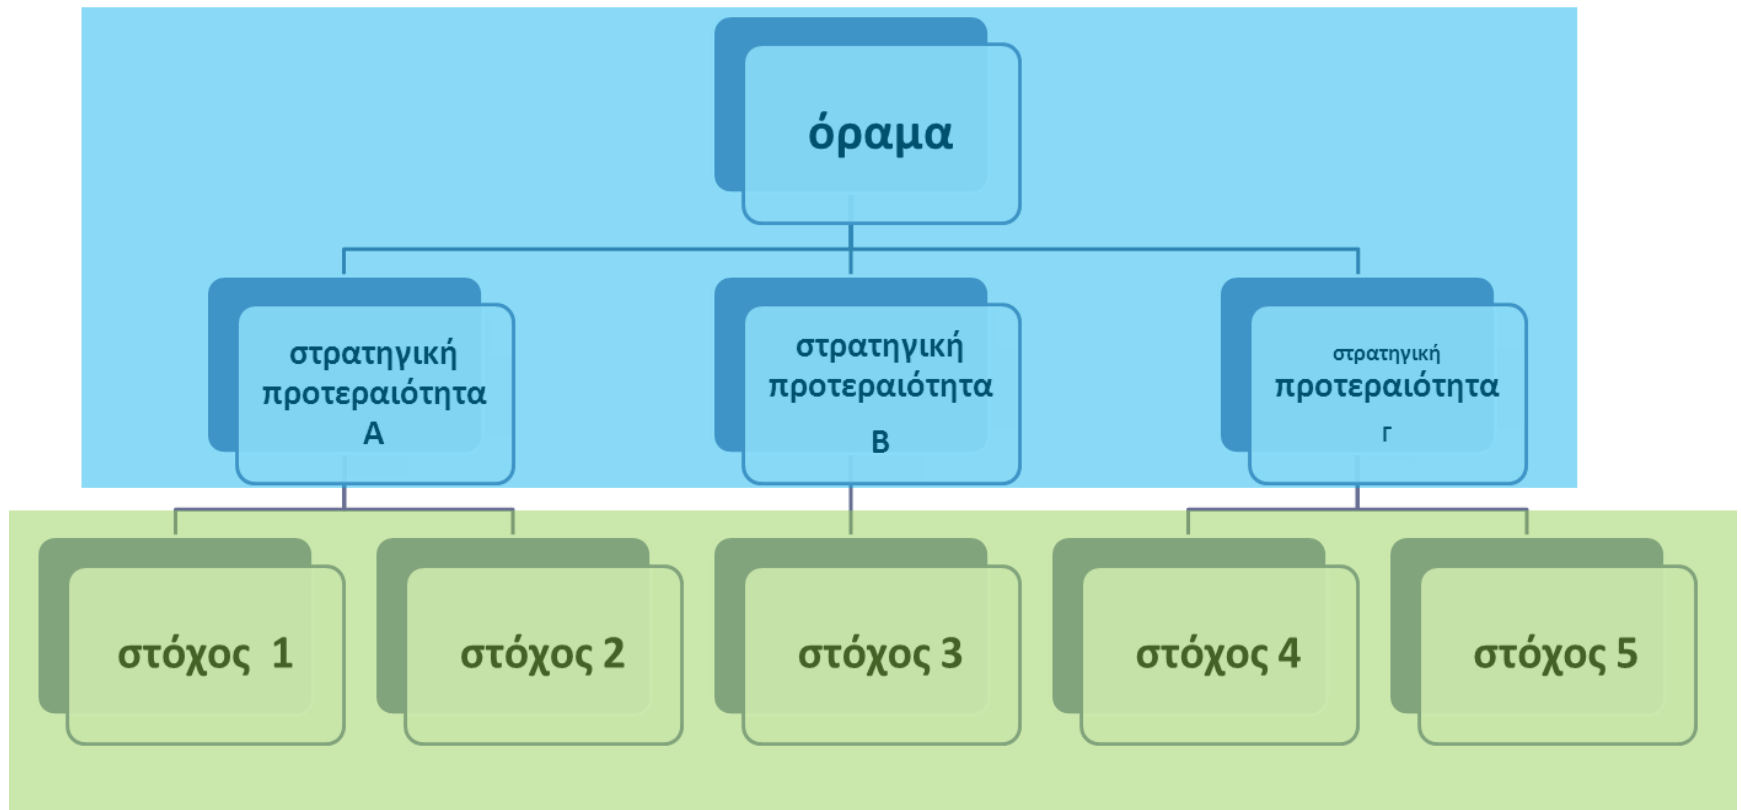 όραμα
στρατηγική
προτεραιότητα
Α
στρατηγική
προτεραιότητα
Β
στρατηγική
προτεραιότητα
Γ
στόχος 1
στόχος 2
στόχος 3
στόχος 4
στόχος 5